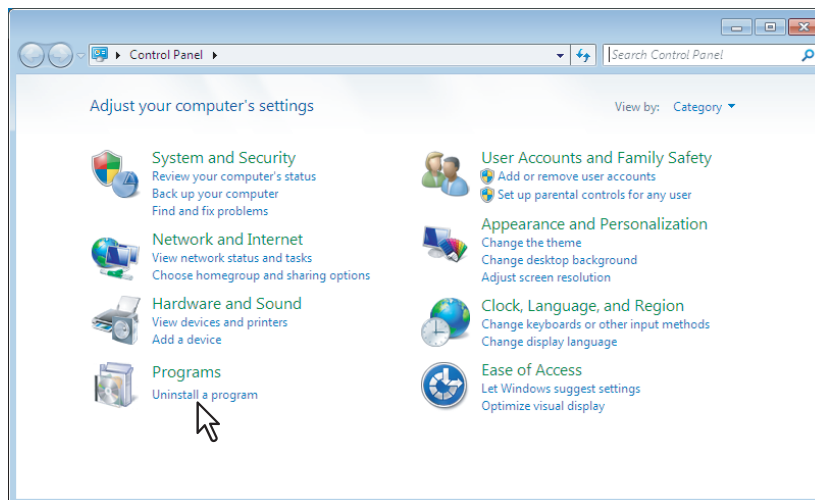 Control Panel
Search Control Panel
Adjust your computer's settings
View by: Category
System and Security
Review your computer's status
Back up your computer
Find and fix problems
Network and Internet
View network status and tasks
Choose homegroup and sharing options
Hardware and Sound
View devices and printers
Add a device
Programs
Uninstall a program
User Accounts and Family Safety
Add or remove user accounts
Set up parental controls for any user
Appearance and Personalization
Change the theme
Change desktop background
Adjust screen resolution
Clock, Language, and Region
Change keyboards or other input methods
Change display language
Ease of Access
Let Windows suggest settings
Optimize visual display